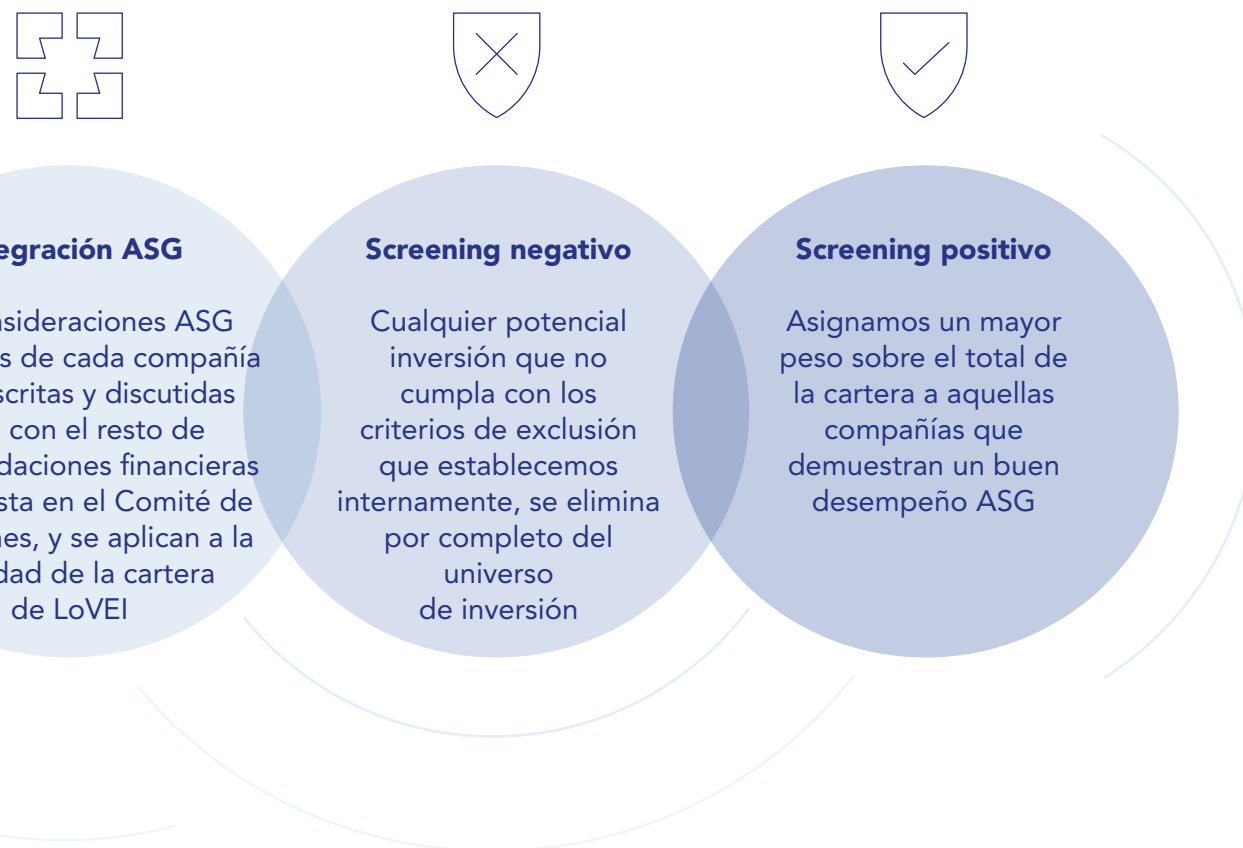 egración ASG
sideraciones ASG
s de cada compañía
scritas y discutidas
con el resto de
daciones financieras
sta en el Comité de
nes, y se aplican a la
dad de la cartera
de LoVEI
Screening negativo
Cualquier potencial
inversión que no
cumpla con los
criterios de exclusión
que establecemos
internamente, se elimina
por completo del
universo
de inversión
Screening positivo
Asignamos un mayor
peso sobre el total de
la cartera a aquellas
compañías que
demuestran un buen
desempeño ASG